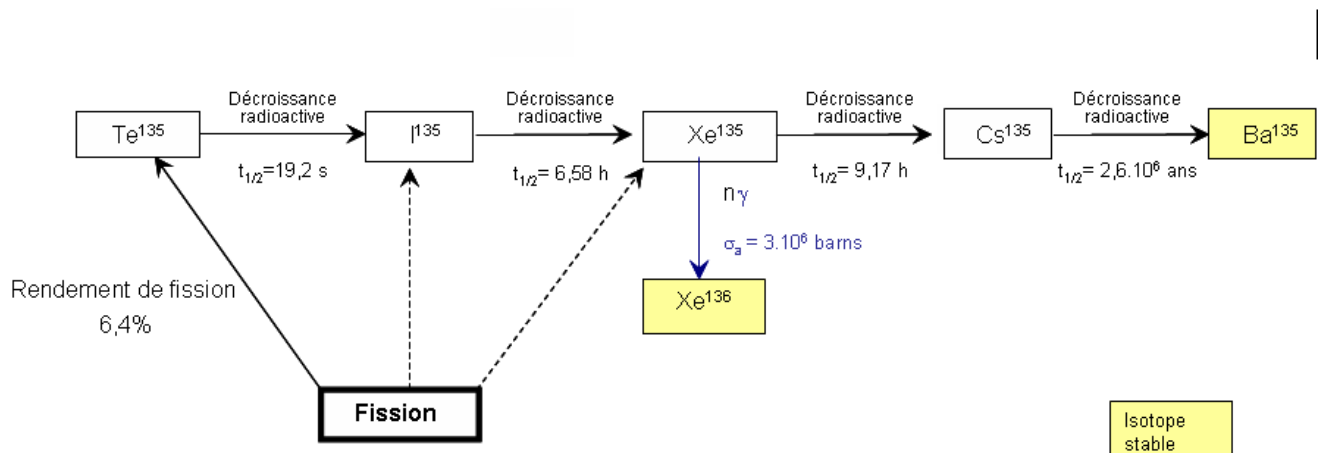 Décroissance
radioactive
Décroissance
radioactive
Décroissance
radioactive
Décroissance
radioactive
Te¹³⁵
I¹³⁵
Xe¹³⁵
Cs¹³⁵
Ba¹³⁵
t₁/₂=19,2 s
t₁/₂= 6,58 h
t₁/₂= 9,17 h
t₁/₂= 2,6.10⁶ ans
nγ
σₐ = 3.10⁶ barns
Rendement de fission
6,4%
Xe¹³⁶
Fission
Isotope
stable